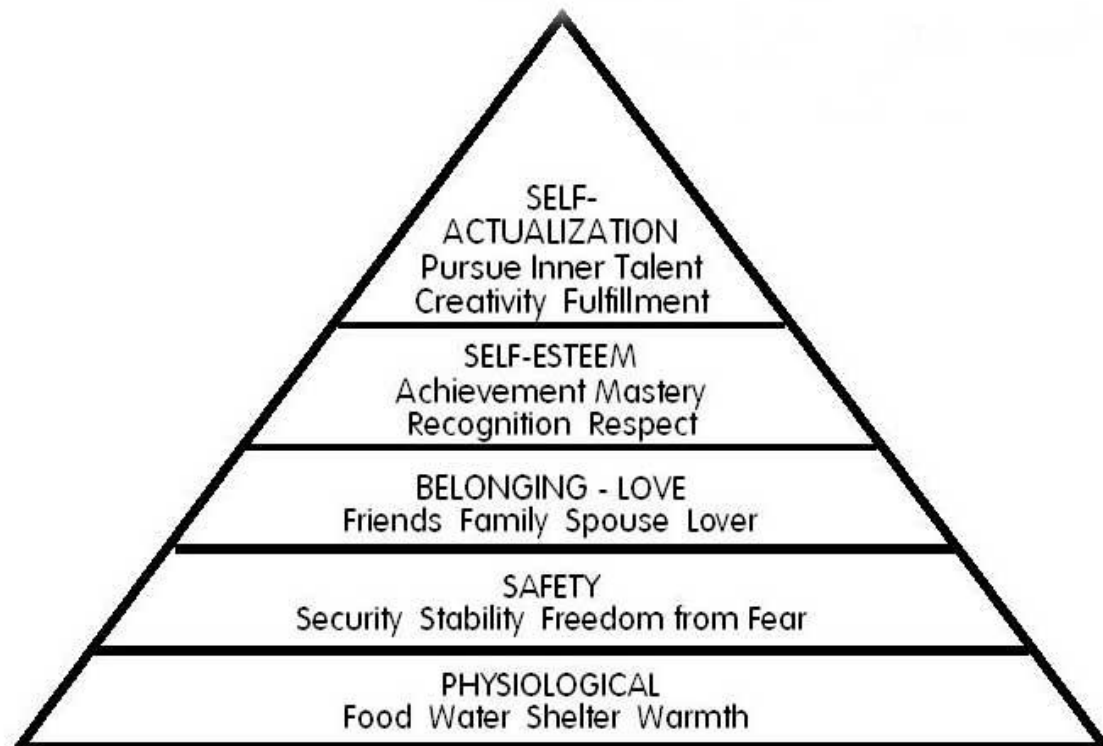 SELF-
ACTUALIZATION
Pursue Inner Talent
Creativity Fulfillment
SELF-ESTEEM
Achievement Mastery
Recognition Respect
BELONGING - LOVE
Friends Family Spouse Lover
SAFETY
Security Stability Freedom from Fear
PHYSIOLOGICAL
Food Water Shelter Warmth